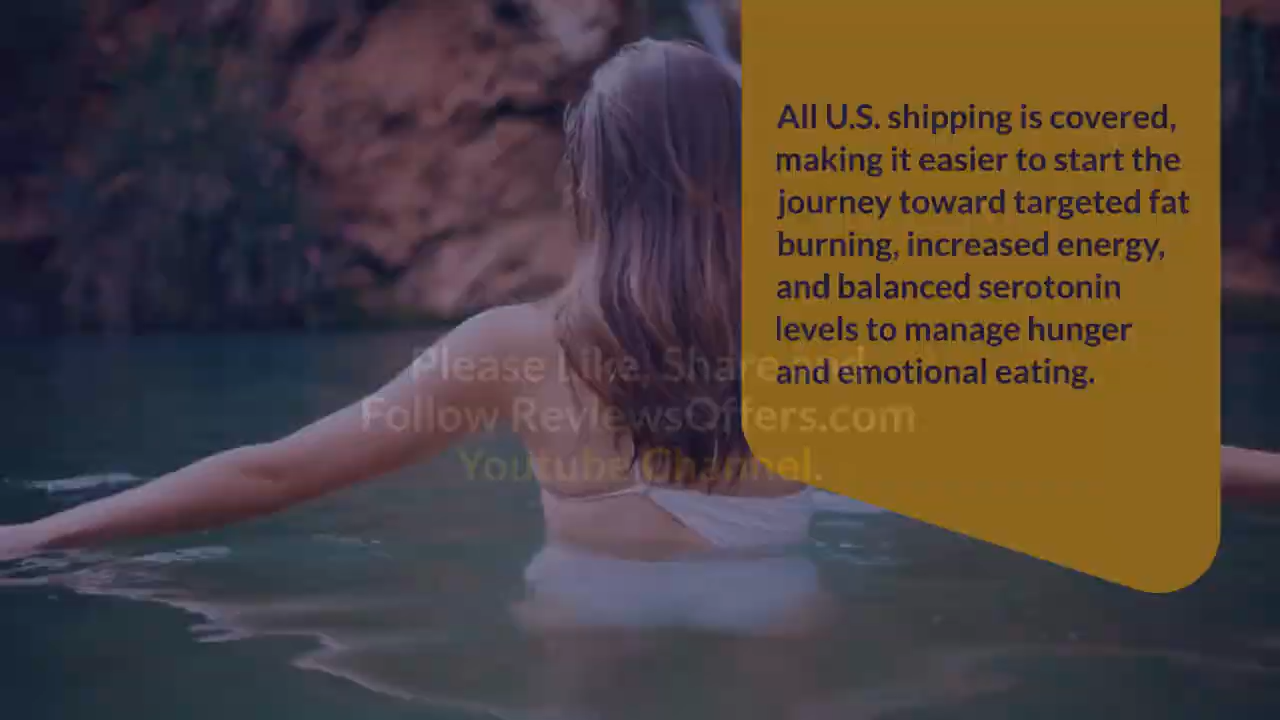 All U.S. shipping is covered,
making it easier to start the
journey toward targeted fat
burning, increased energy,
and balanced serotonin
levels to manage hunger
and emotional eating.
Please Like, Share and
Follow ReviewsOffers.com
Youtube Channel.